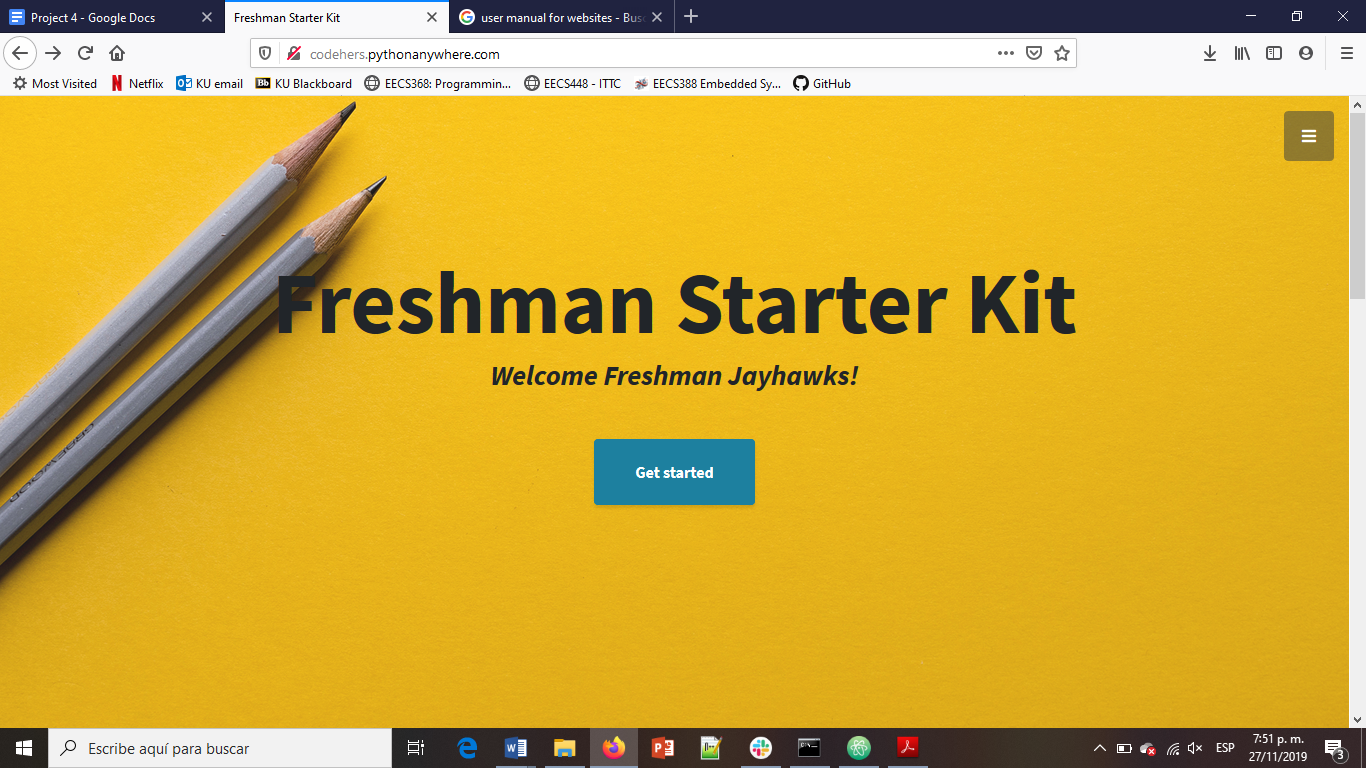 Project 4 - Google Docs
Freshman Starter Kit
user manual for websites - Bus
codehers.pythonanywhere.com
Most Visited
Netflix
KU email
Bb KU Blackboard
EECS368: Programmin...
EECS448 - ITTC
EECS388 Embedded Sy...
GitHub
Freshman Starter Kit
Welcome Freshman Jayhawks!
Get started
Escribe aquí para buscar
ESP
7:51 p. m.
27/11/2019
3